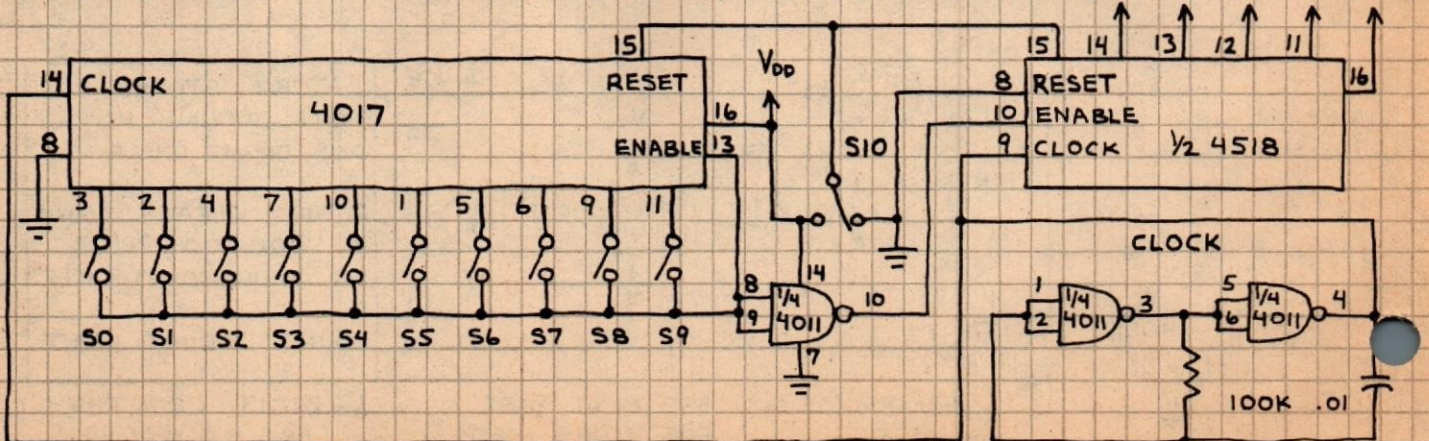 15
15 14 13 12 11
V_DD
14 CLOCK
RESET
8 RESET
16
4017
16
10 ENABLE
S10
8
ENABLE 13
9 CLOCK
1/2 4518
3 2 4 7 10 1 5 6 9 11
CLOCK
14
8 1/4 10
9 4011
1 1/4 3
2 4011
5 1/4 4
6 4011
S0 S1 S2 S3 S4 S5 S6 S7 S8 S9
7
100K .01